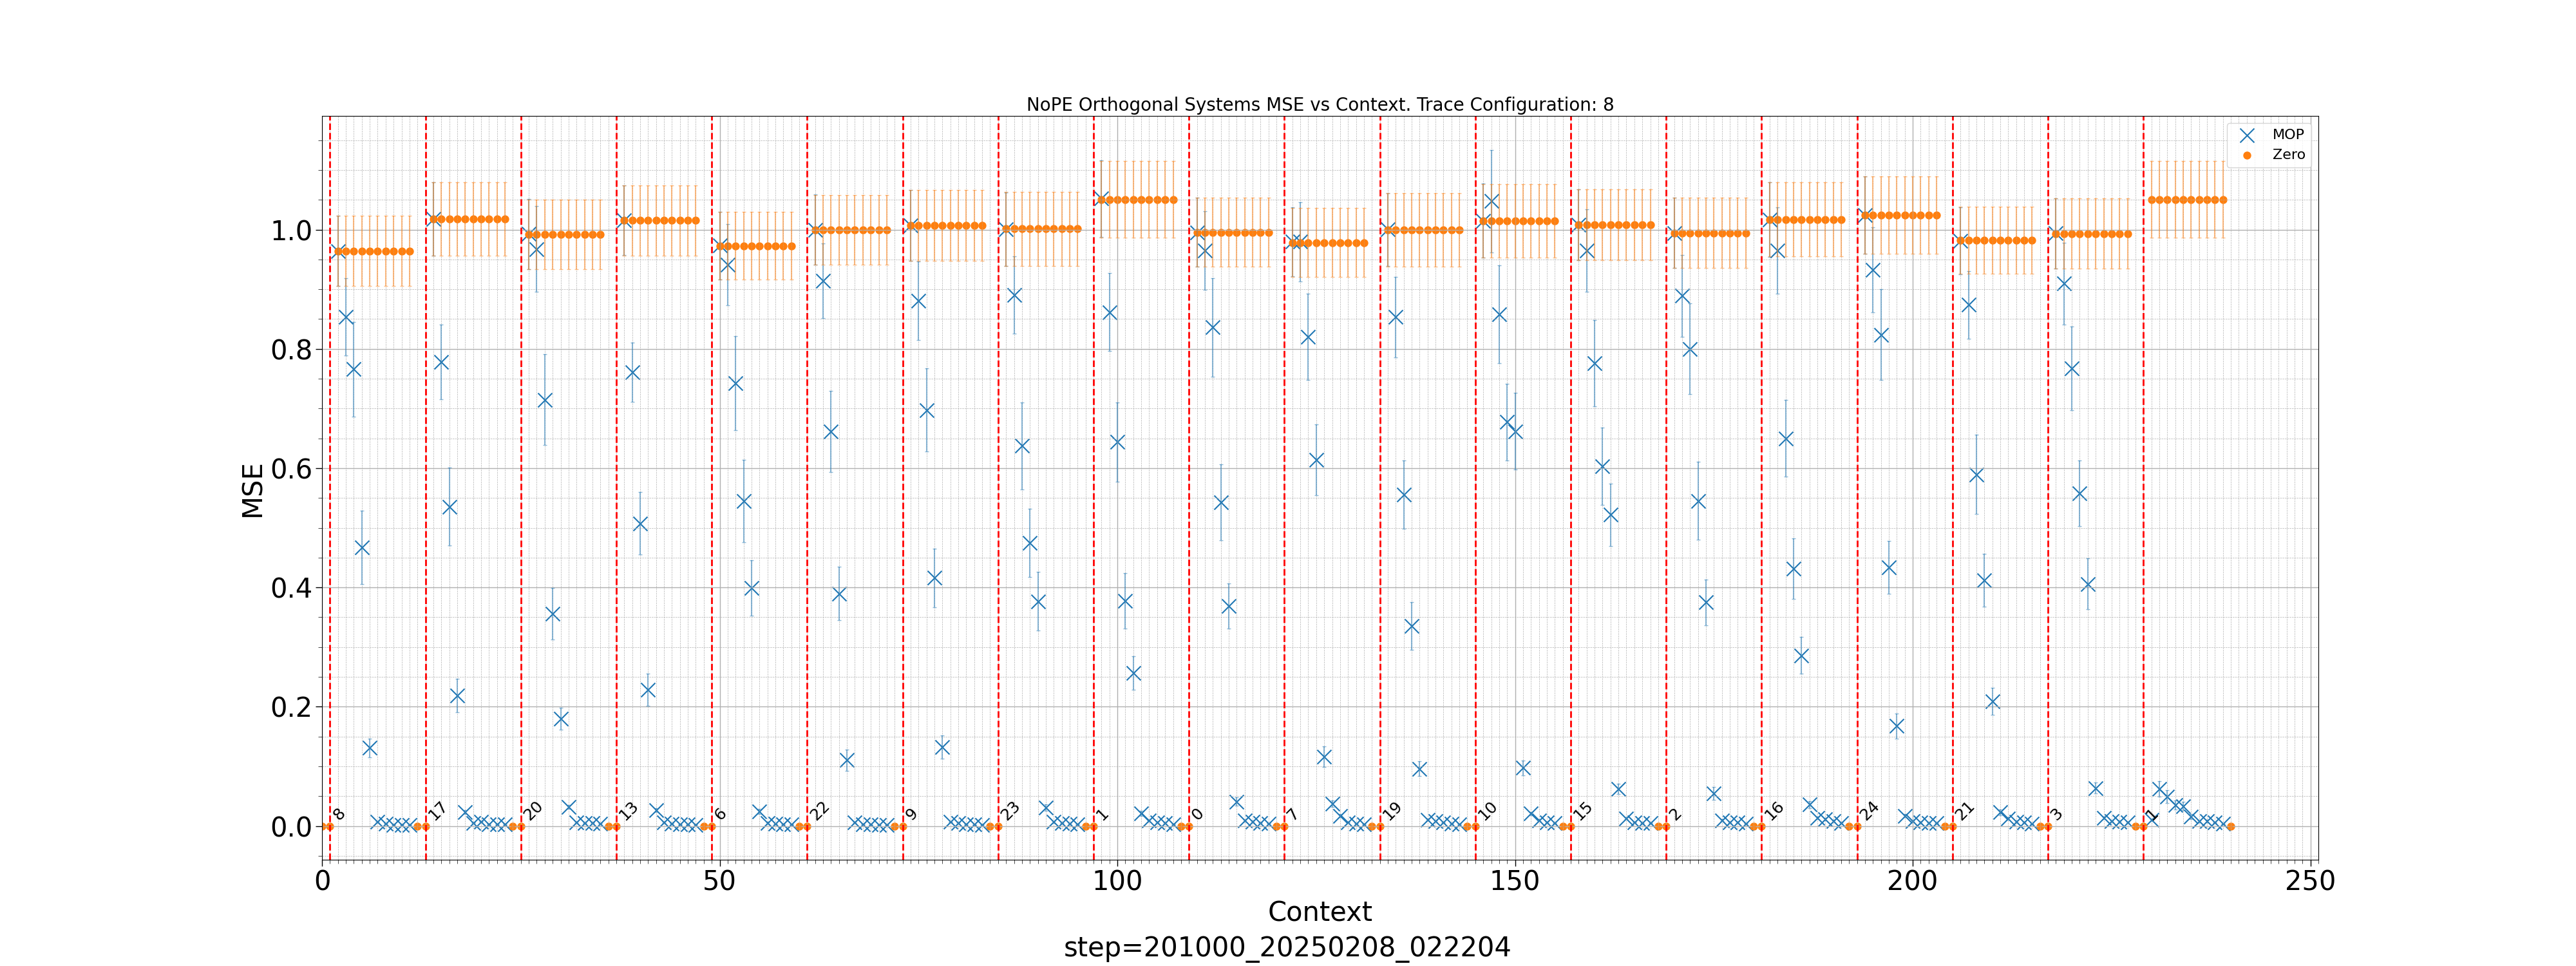 NoPE Orthogonal Systems MSE vs Context. Trace Configuration: 8
MOP
Zero
MSE
1.0
0.8
0.6
0.4
0.2
0.0
8 17 20 13 6 22 9 23 1 0 7 19 10 15 2 16 24 21 3 1
0 50 100 150 200 250
Context
step=201000_20250208_022204